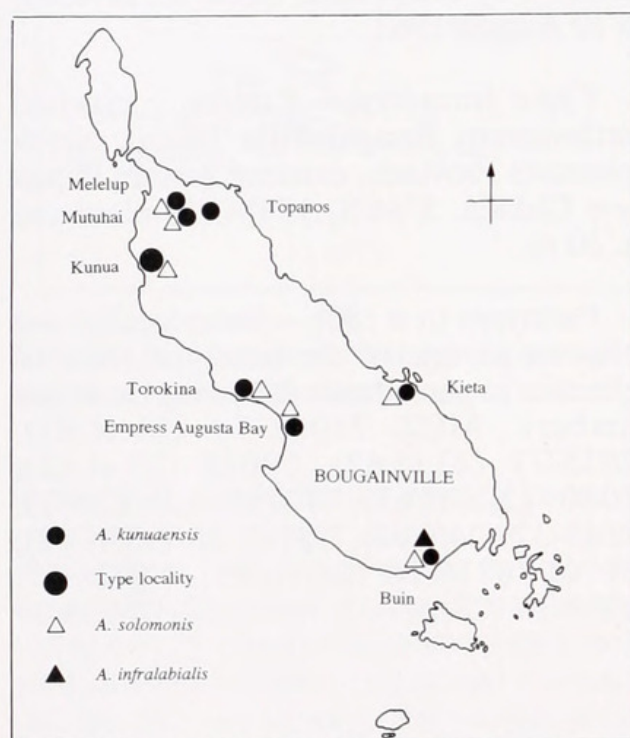 Melelup
Mutuhai
Topanos
Kunua
Torokina
Kieta
Empress Augusta Bay
BOUGAINVILLE
A. kunuaensis
Type locality
Buin
A. solomonis
A. infralabialis